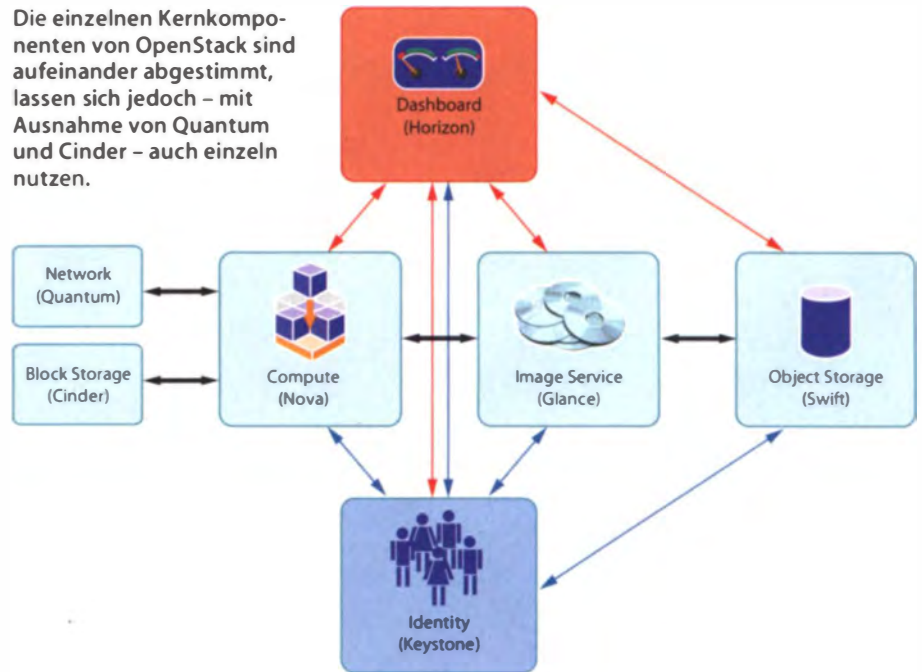 Die einzelnen Kernkompo-
nenten von OpenStack sind
aufeinander abgestimmt,
lassen sich jedoch – mit
Ausnahme von Quantum
und Cinder – auch einzeln
nutzen.
Dashboard
(Horizon)
Network
(Quantum)
Block Storage
(Cinder)
Compute
(Nova)
Image Service
(Glance)
Object Storage
(Swift)
Identity
(Keystone)